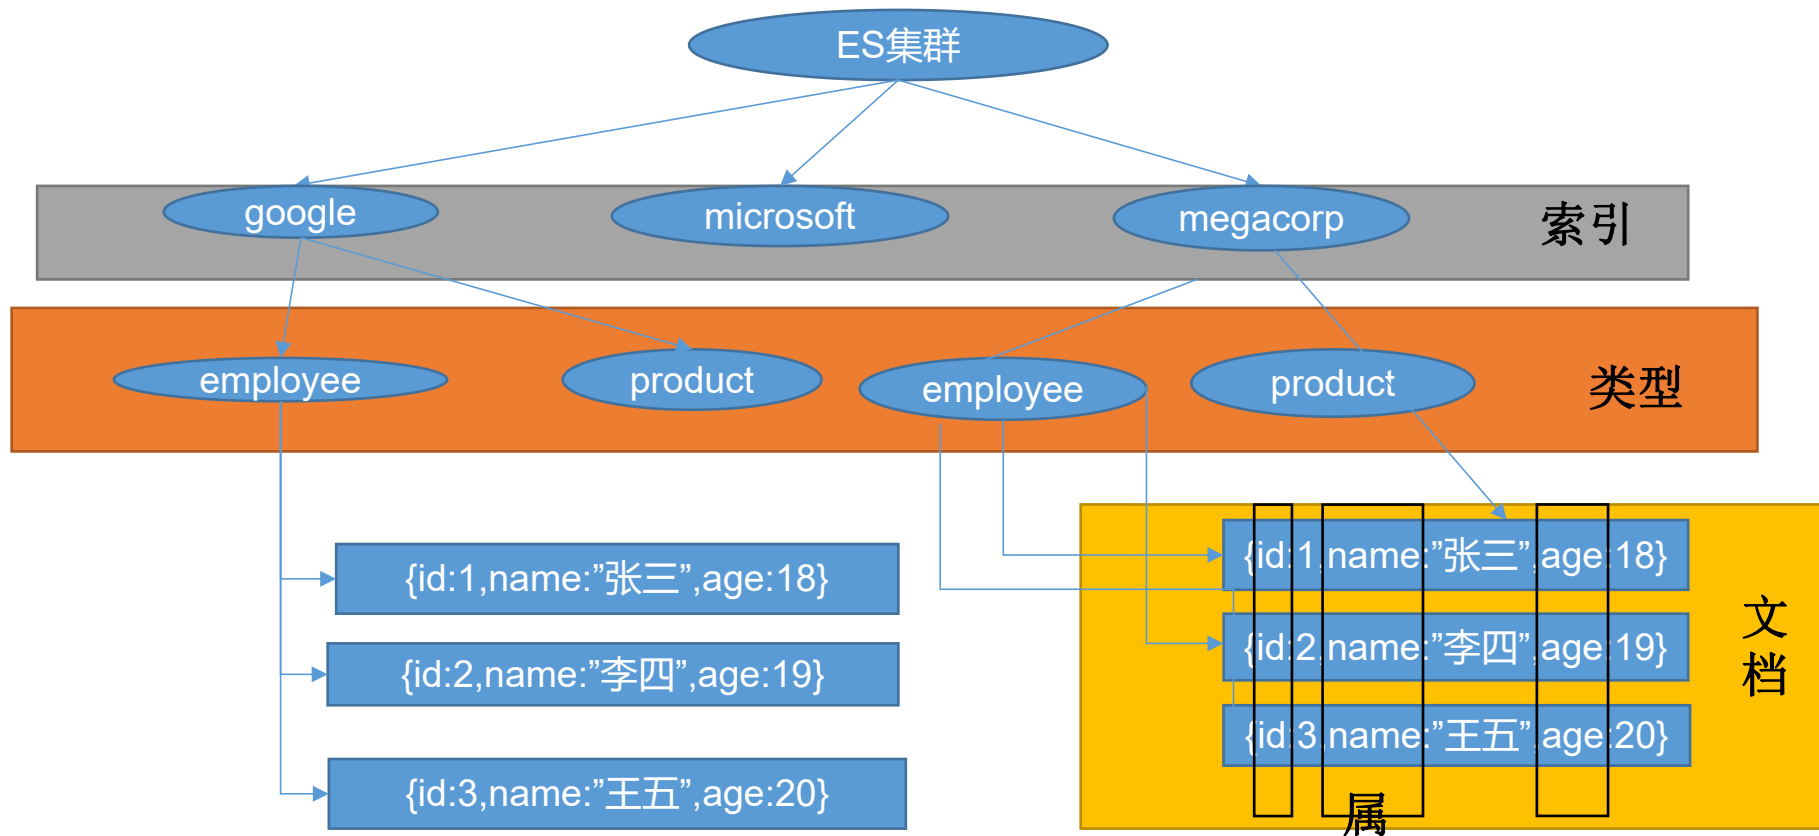 ES集群
google
microsoft
megacorp
索引
employee
product
employee
product
类型
{id:1,name:”张三”,age:18}
{id:2,name:”李四”,age:19}
{id:3,name:”王五”,age:20}
{id:1,name:”张三”,age:18}
{id:2,name:”李四”,age:19}
{id:3,name:”王五”,age:20}
文
档
属